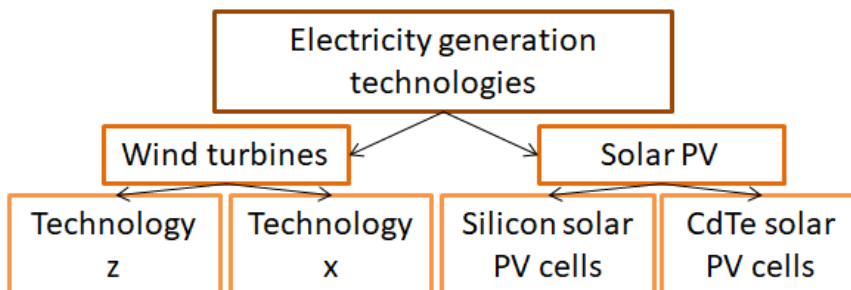 Electricity generation
technologies
Wind turbines
Solar PV
Technology
z
Technology
x
Silicon solar
PV cells
CdTe solar
PV cells